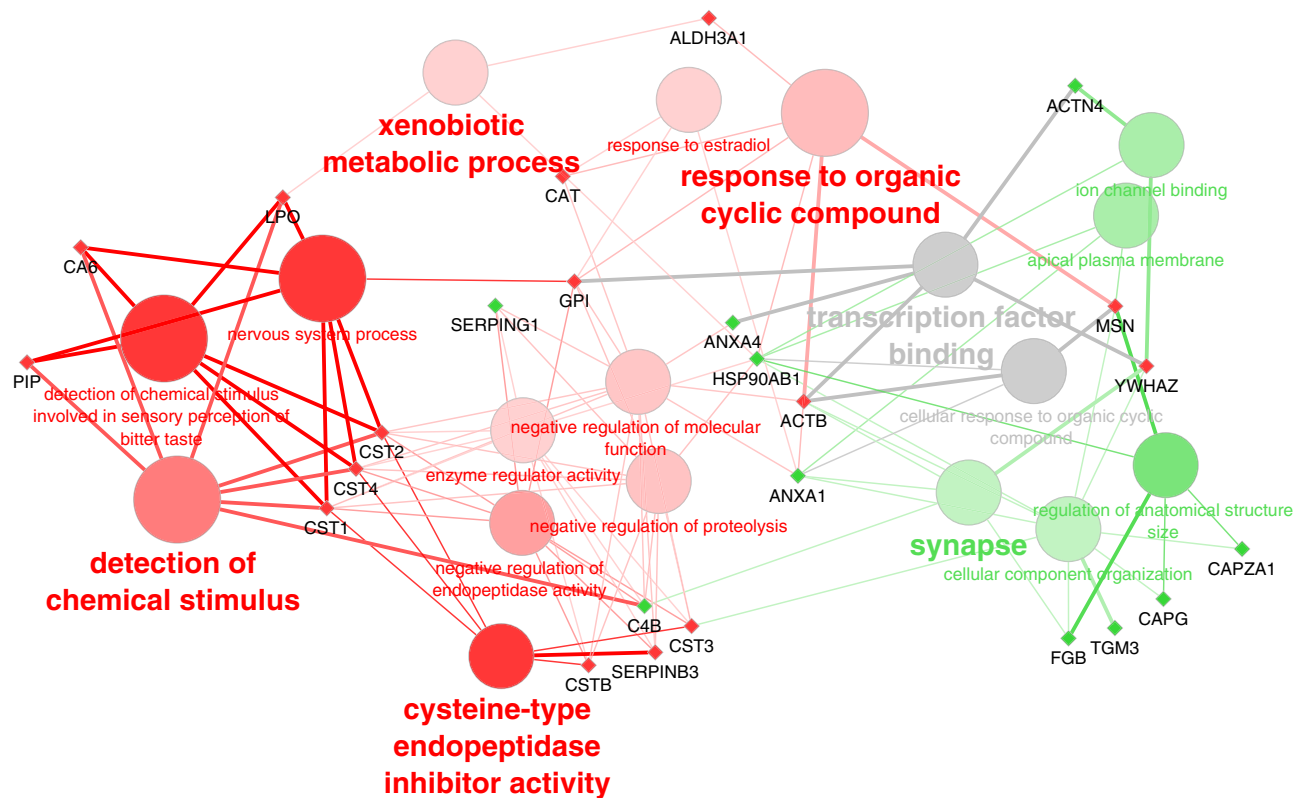 ALDH3A1
ACTN4
xenobiotic
metabolic process
response to estradiol
response to organic
cyclic compound
CAT
ion channel binding
LPO
CA6
apical plasma membrane
GPI
SERPING1
nervous system process
transcription factor
binding
MSN
ANXA4
HSP90AB1
YWHAZ
PIP
detection of chemical stimulus
involved in sensory perception of
bitter taste
ACTB
cellular response to organic cyclic
compound
negative regulation of molecular
function
CST2
enzyme regulator activity
CST4
ANXA1
CST1
negative regulation of proteolysis
regulation of anatomical structure
size
synapse
detection of
chemical stimulus
negative regulation of
endopeptidase activity
cellular component organization
CAPZA1
C4B
CST3
CAPG
TGM3
FGB
SERPINB3
CSTB
cysteine-type
endopeptidase
inhibitor activity